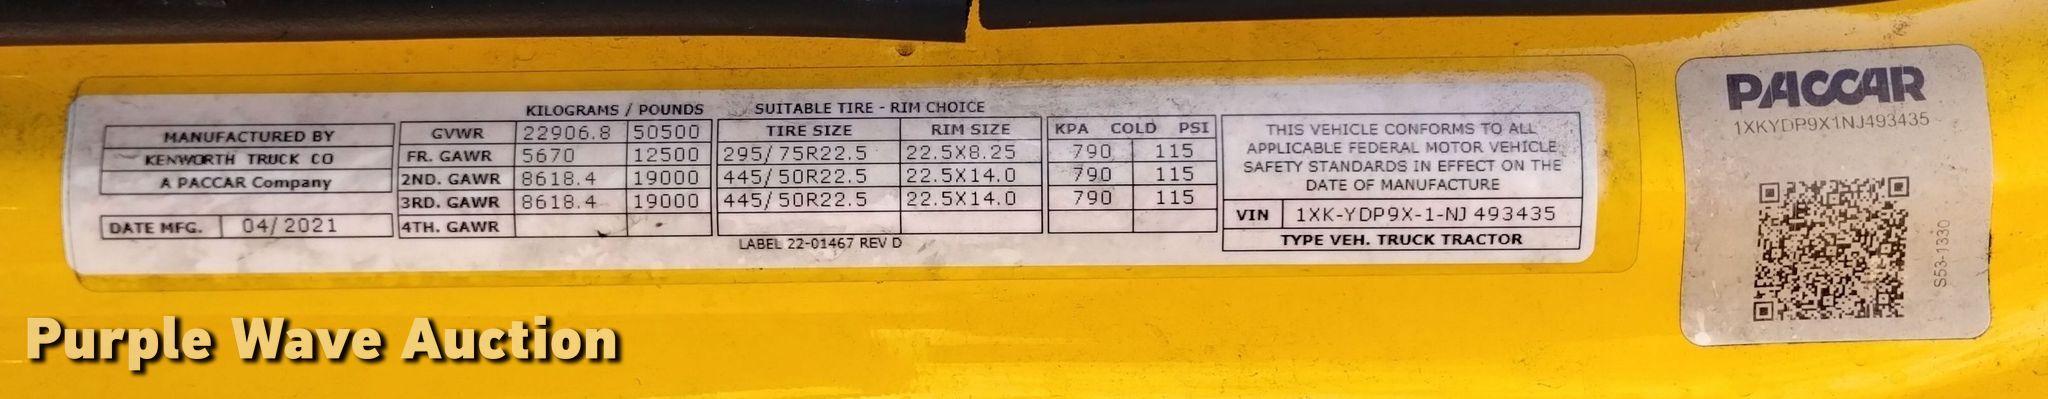 KILOGRAMS / POUNDS SUITABLE TIRE - RIM CHOICE
MANUFACTURED BY
KENWORTH TRUCK CO
A PACCAR Company
DATE MFG. 04/2021
GVWR 22906.8 50500 TIRE SIZE RIM SIZE KPA COLD PSI
FR. GAWR 5670 12500 295/75R22.5 22.5X8.25 790 115
2ND. GAWR 8618.4 19000 445/50R22.5 22.5X14.0 790 115
3RD. GAWR 8618.4 19000 445/50R22.5 22.5X14.0 790 115
4TH. GAWR
LABEL 22-01467 REV D
THIS VEHICLE CONFORMS TO ALL
APPLICABLE FEDERAL MOTOR VEHICLE
SAFETY STANDARDS IN EFFECT ON THE
DATE OF MANUFACTURE
VIN 1XK-YDP9X-1-NJ 493435
TYPE VEH. TRUCK TRACTOR
PACCAR
1XKYDP9X1NJ493435
S53-1330
Purple Wave Auction